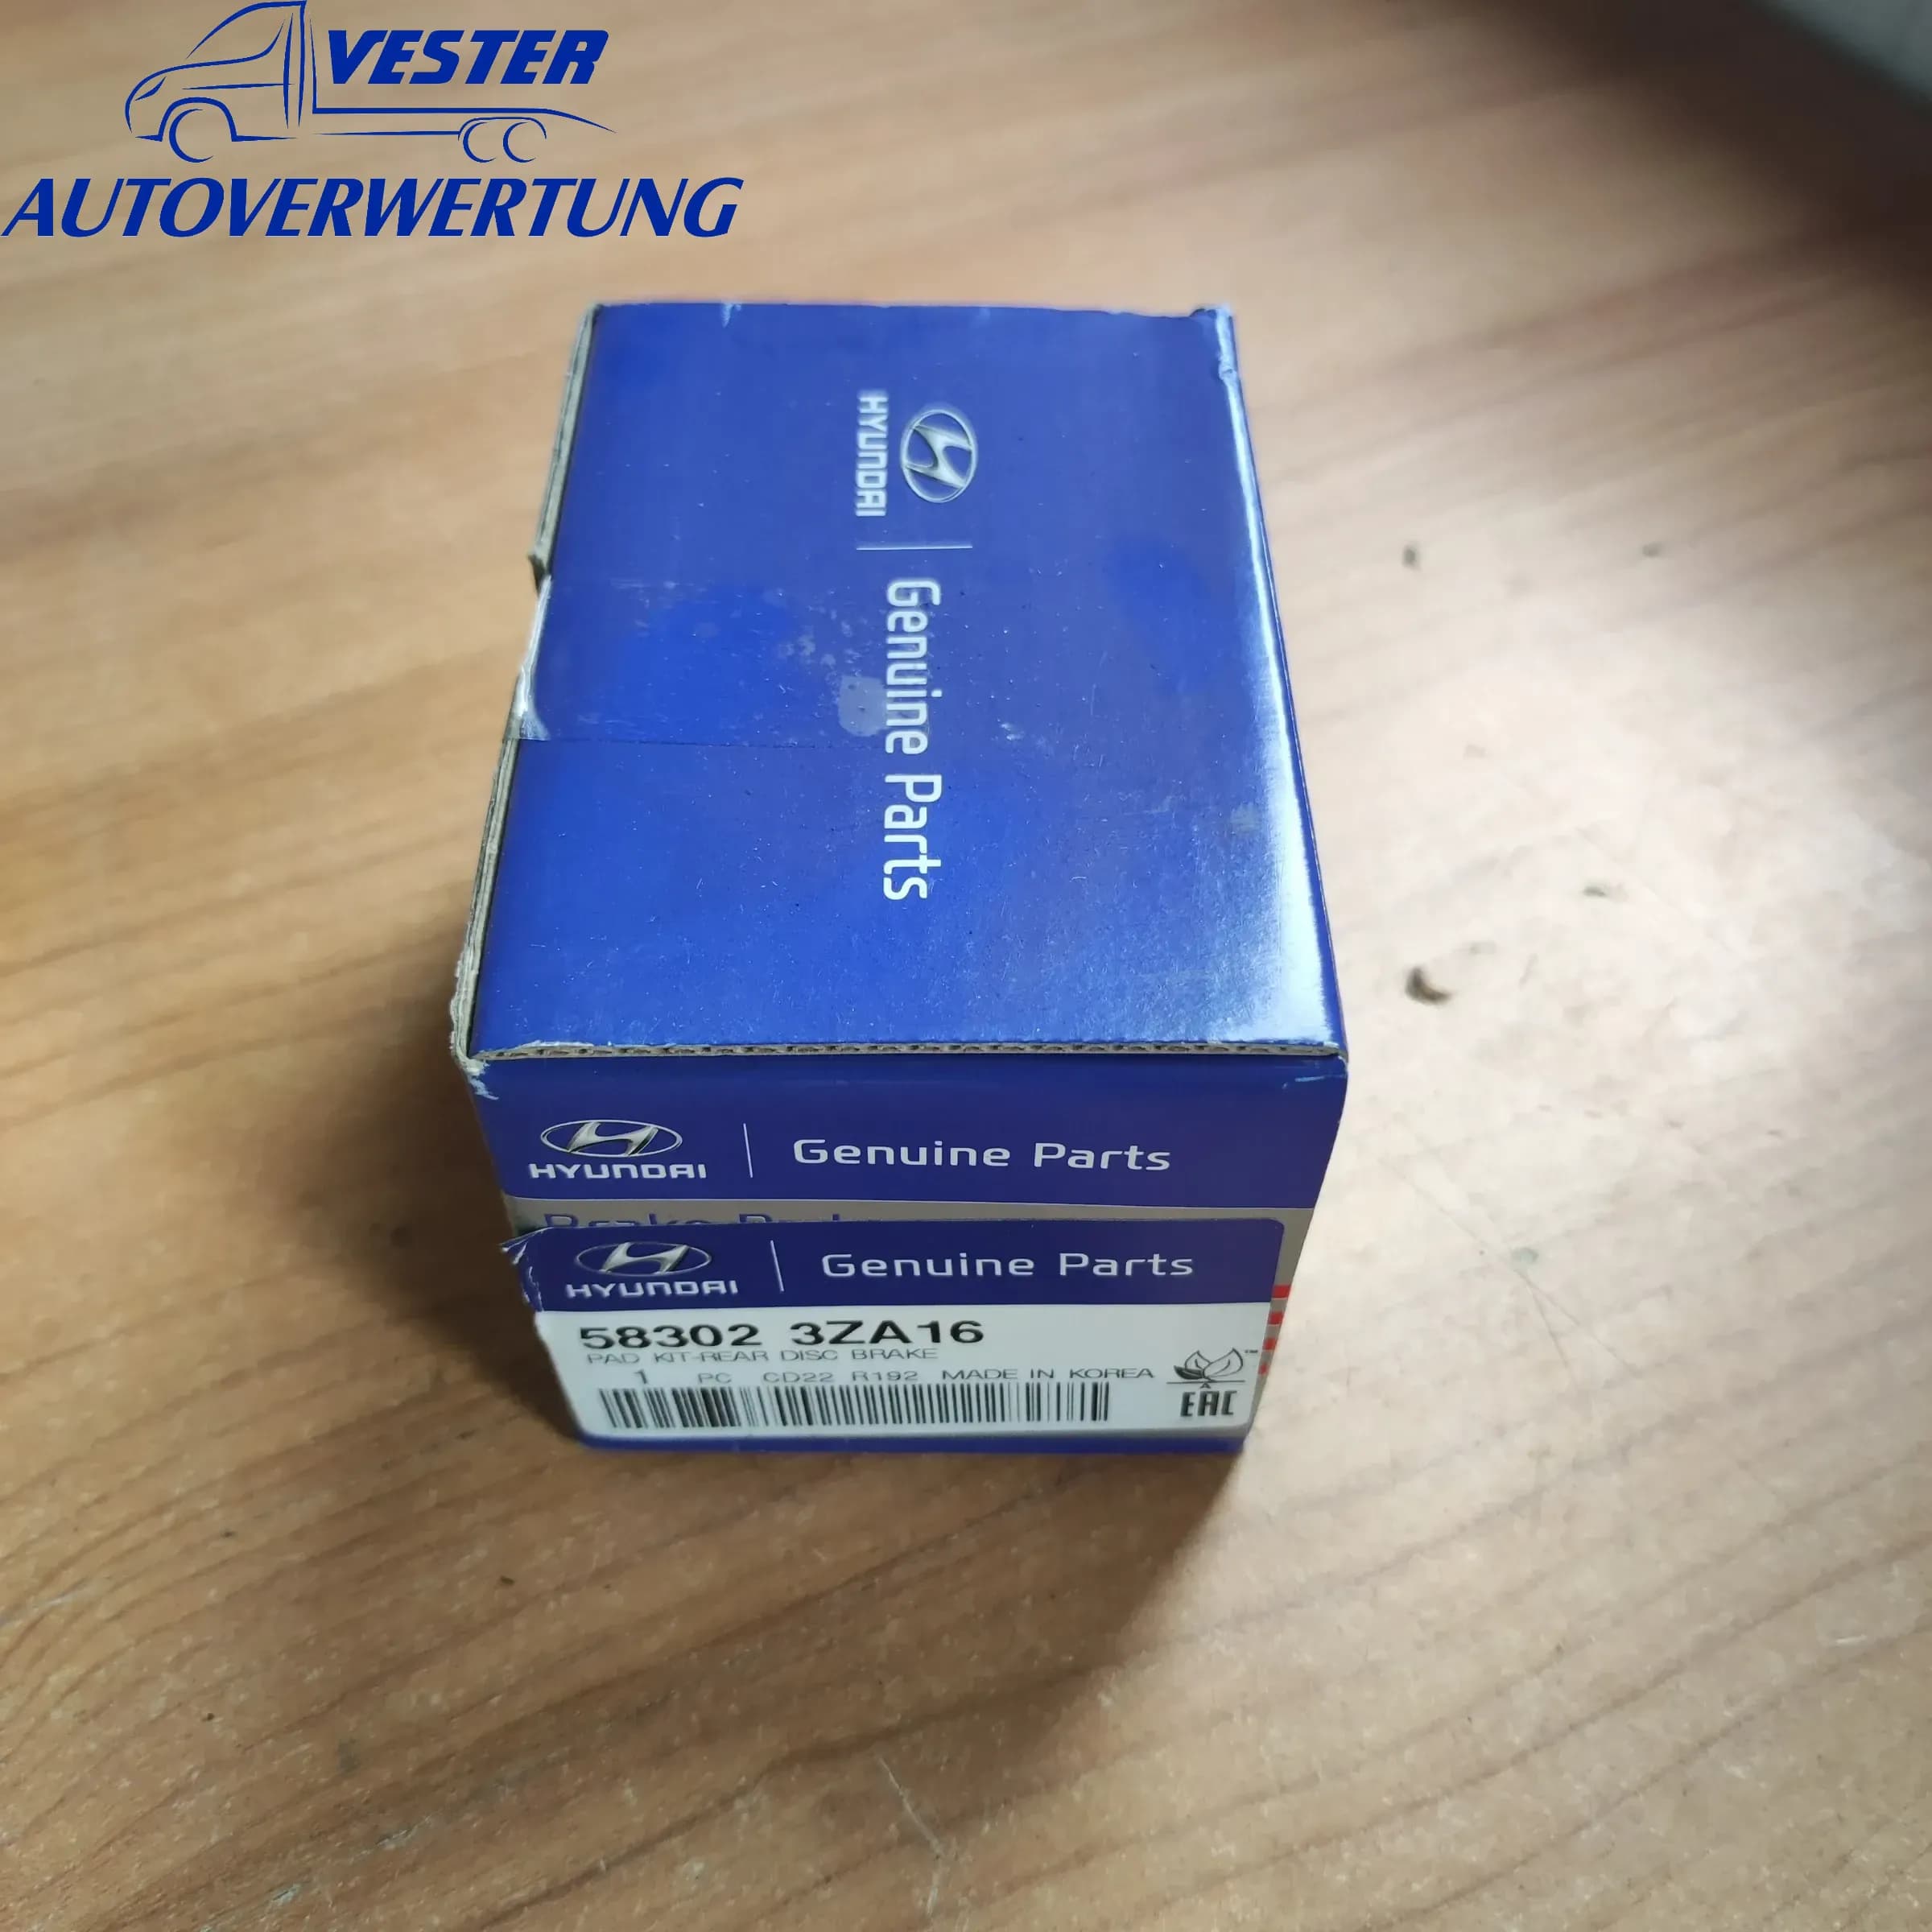 VESTER
AUTOVERWERTUNG
HYUNDAI
Genuine Parts
HYUNDAI
Genuine Parts
HYUNDAI
Genuine Parts
58302 3ZA16
PAD KIT-REAR DISC BRAKE
1 PC CD22 R192 MADE IN KOREA
EAC